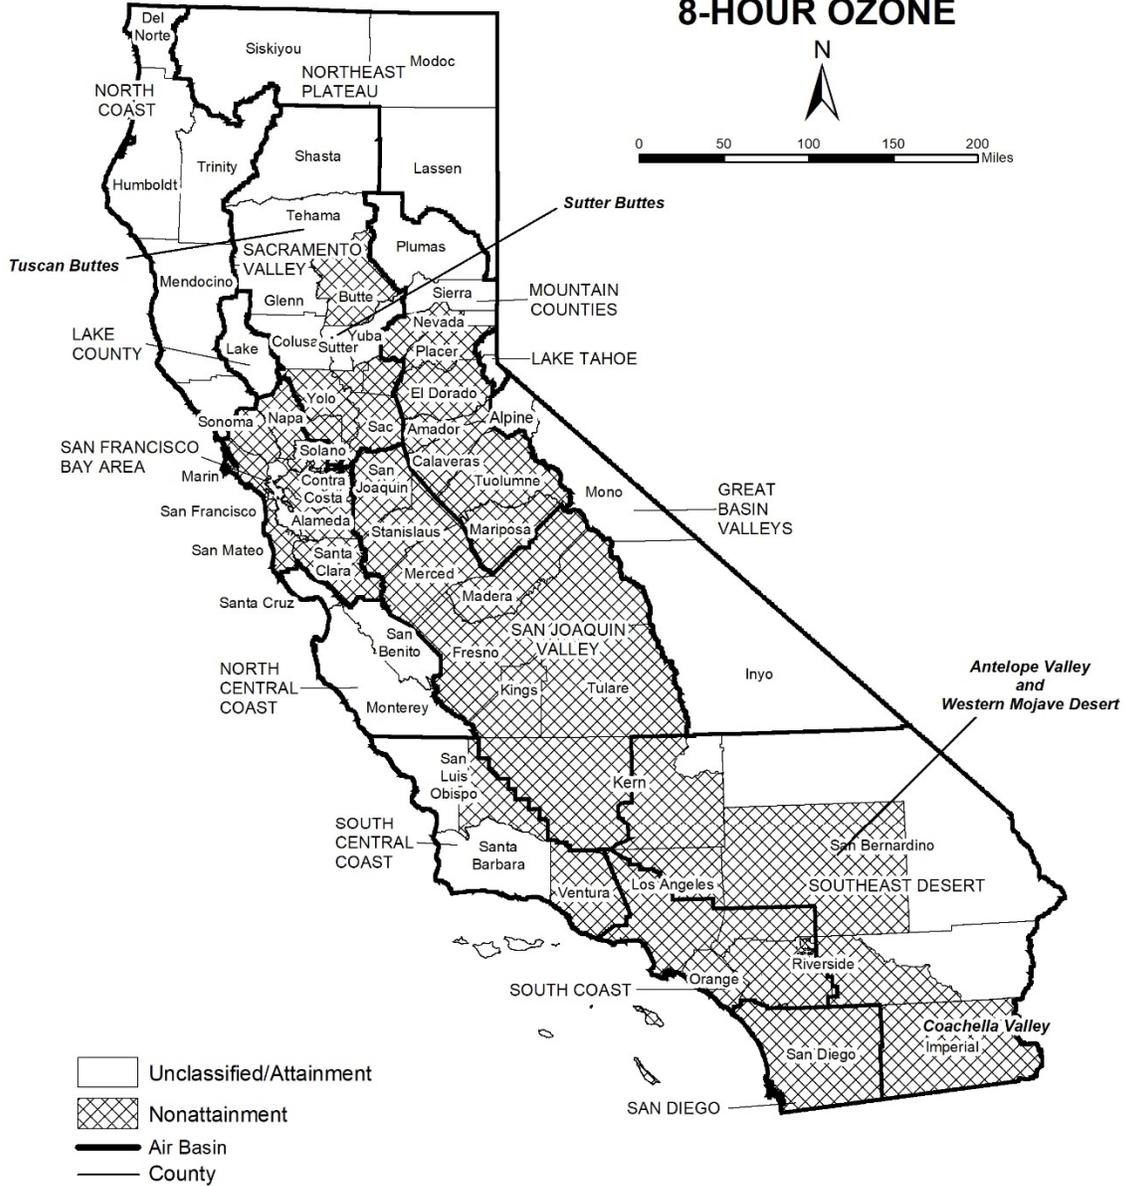 8-HOUR OZONE
N
0 50 100 150 200
Miles
Del
Norte
Siskiyou
Modoc
NORTHEAST
PLATEAU
NORTH
COAST
Shasta
Trinity
Lassen
Humboldt
Sutter Buttes
Tehama
Tuscan Buttes
SACRAMENTO
VALLEY
Plumas
Mendocino
Butte
Glenn
Sierra
MOUNTAIN
COUNTIES
Nevada
LAKE
COUNTY
Lake
Colusa
Sutter
Yuba
Placer
LAKE TAHOE
El Dorado
Yolo
Sonoma
Napa
Sac
Amador
Alpine
SAN FRANCISCO
BAY AREA
Solano
Calaveras
Marin
Contra
Costa
San
Joaquin
Tuolumne
Mono
GREAT
BASIN
VALLEYS
San Francisco
Alameda
Stanislaus
Mariposa
San Mateo
Santa
Clara
Merced
Madera
Santa Cruz
San
Benito
Fresno
SAN JOAQUIN
VALLEY
NORTH
CENTRAL
COAST
Kings
Tulare
Inyo
Monterey
Antelope Valley
and
Western Mojave Desert
San
Luis
Obispo
Kern
SOUTH
CENTRAL
COAST
Santa
Barbara
San Bernardino
Ventura
Los Angeles
SOUTHEAST DESERT
Riverside
Orange
SOUTH COAST
Coachella Valley
Imperial
San Diego
SAN DIEGO
Unclassified/Attainment
Nonattainment
Air Basin
County